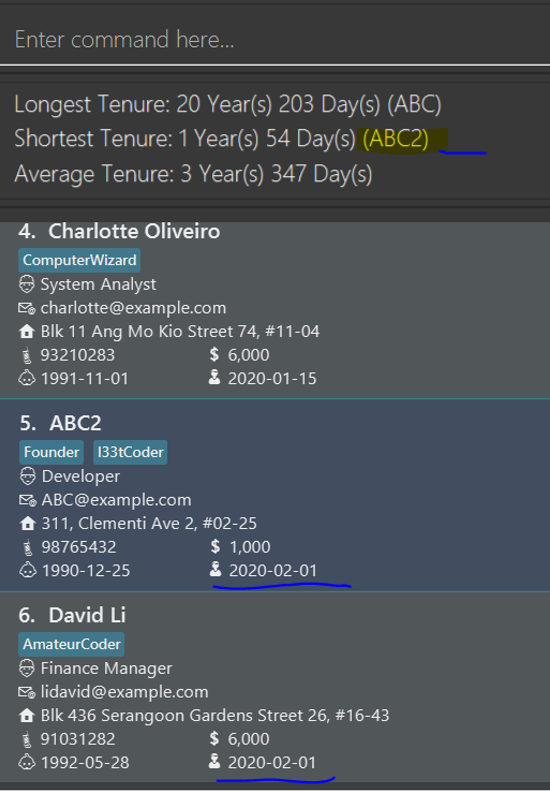 Enter command here...
Longest Tenure: 20 Year(s) 203 Day(s) (ABC)
Shortest Tenure: 1 Year(s) 54 Day(s) (ABC2)
Average Tenure: 3 Year(s) 347 Day(s)
4. Charlotte Oliveiro
ComputerWizard
System Analyst
charlotte@example.com
Blk 11 Ang Mo Kio Street 74, #11-04
93210283 $ 6,000
1991-11-01 2020-01-15
5. ABC2
Founder l33tCoder
Developer
ABC@example.com
311, Clementi Ave 2, #02-25
98765432 $ 1,000
1990-12-25 2020-02-01
6. David Li
AmateurCoder
Finance Manager
lidavid@example.com
Blk 436 Serangoon Gardens Street 26, #16-43
91031282 $ 6,000
1992-05-28 2020-02-01